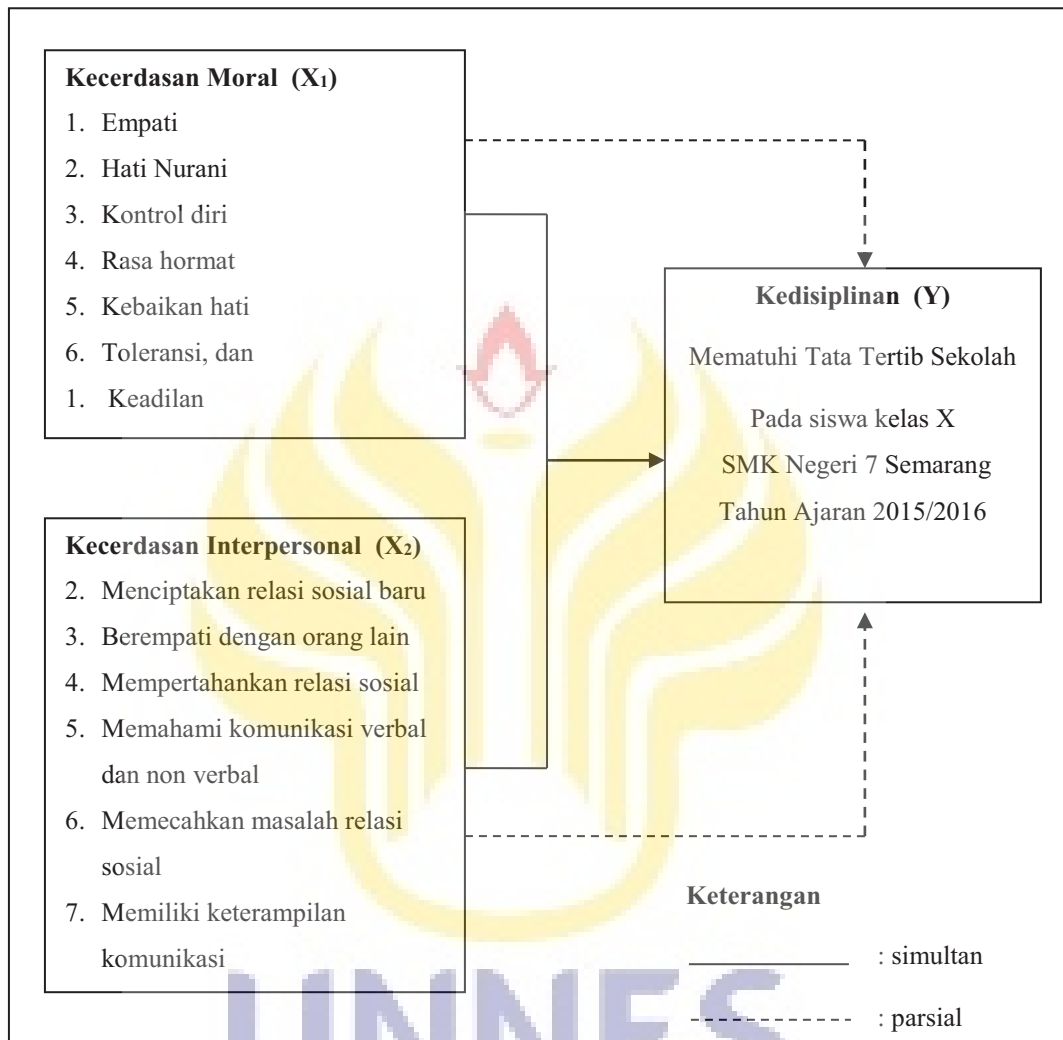 Kecerdasan Moral (X₁)
1. Empati
2. Hati Nurani
3. Kontrol diri
4. Rasa hormat
5. Kebaikan hati
6. Toleransi, dan
1. Keadilan
Kedisiplinan (Y)
Mematuhi Tata Tertib Sekolah
Pada siswa kelas X
SMK Negeri 7 Semarang
Tahun Ajaran 2015/2016
Kecerdasan Interpersonal (X₂)
2. Menciptakan relasi sosial baru
3. Berempati dengan orang lain
4. Mempertahankan relasi sosial
5. Memahami komunikasi verbal
dan non verbal
6. Memecahkan masalah relasi
sosial
7. Memiliki keterampilan
komunikasi
Keterangan
: simultan
: parsial
UNNES